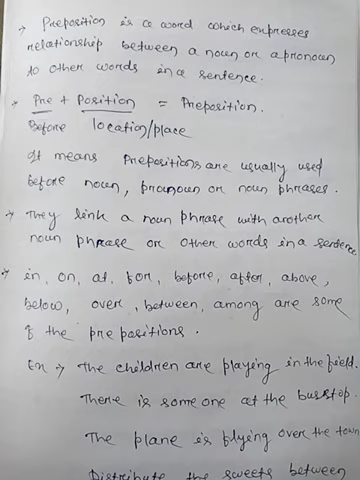 → Preposition is a word which expresses
relationship between a noun or a pronoun
to other words in a sentence.
→ Pre + Position = Preposition.
Before location/place
It means Prepositions are usually used
before noun, pronoun or noun phrases.
→ They link a noun phrase with another
noun phrase or other words in a sentence
→ in, on, at, for, before, after, above,
below, over, between, among are some
of the prepositions.
Ex → The children are playing in the field.
There is some one at the busstop.
The plane is flying over the town
Distribute the sweets between